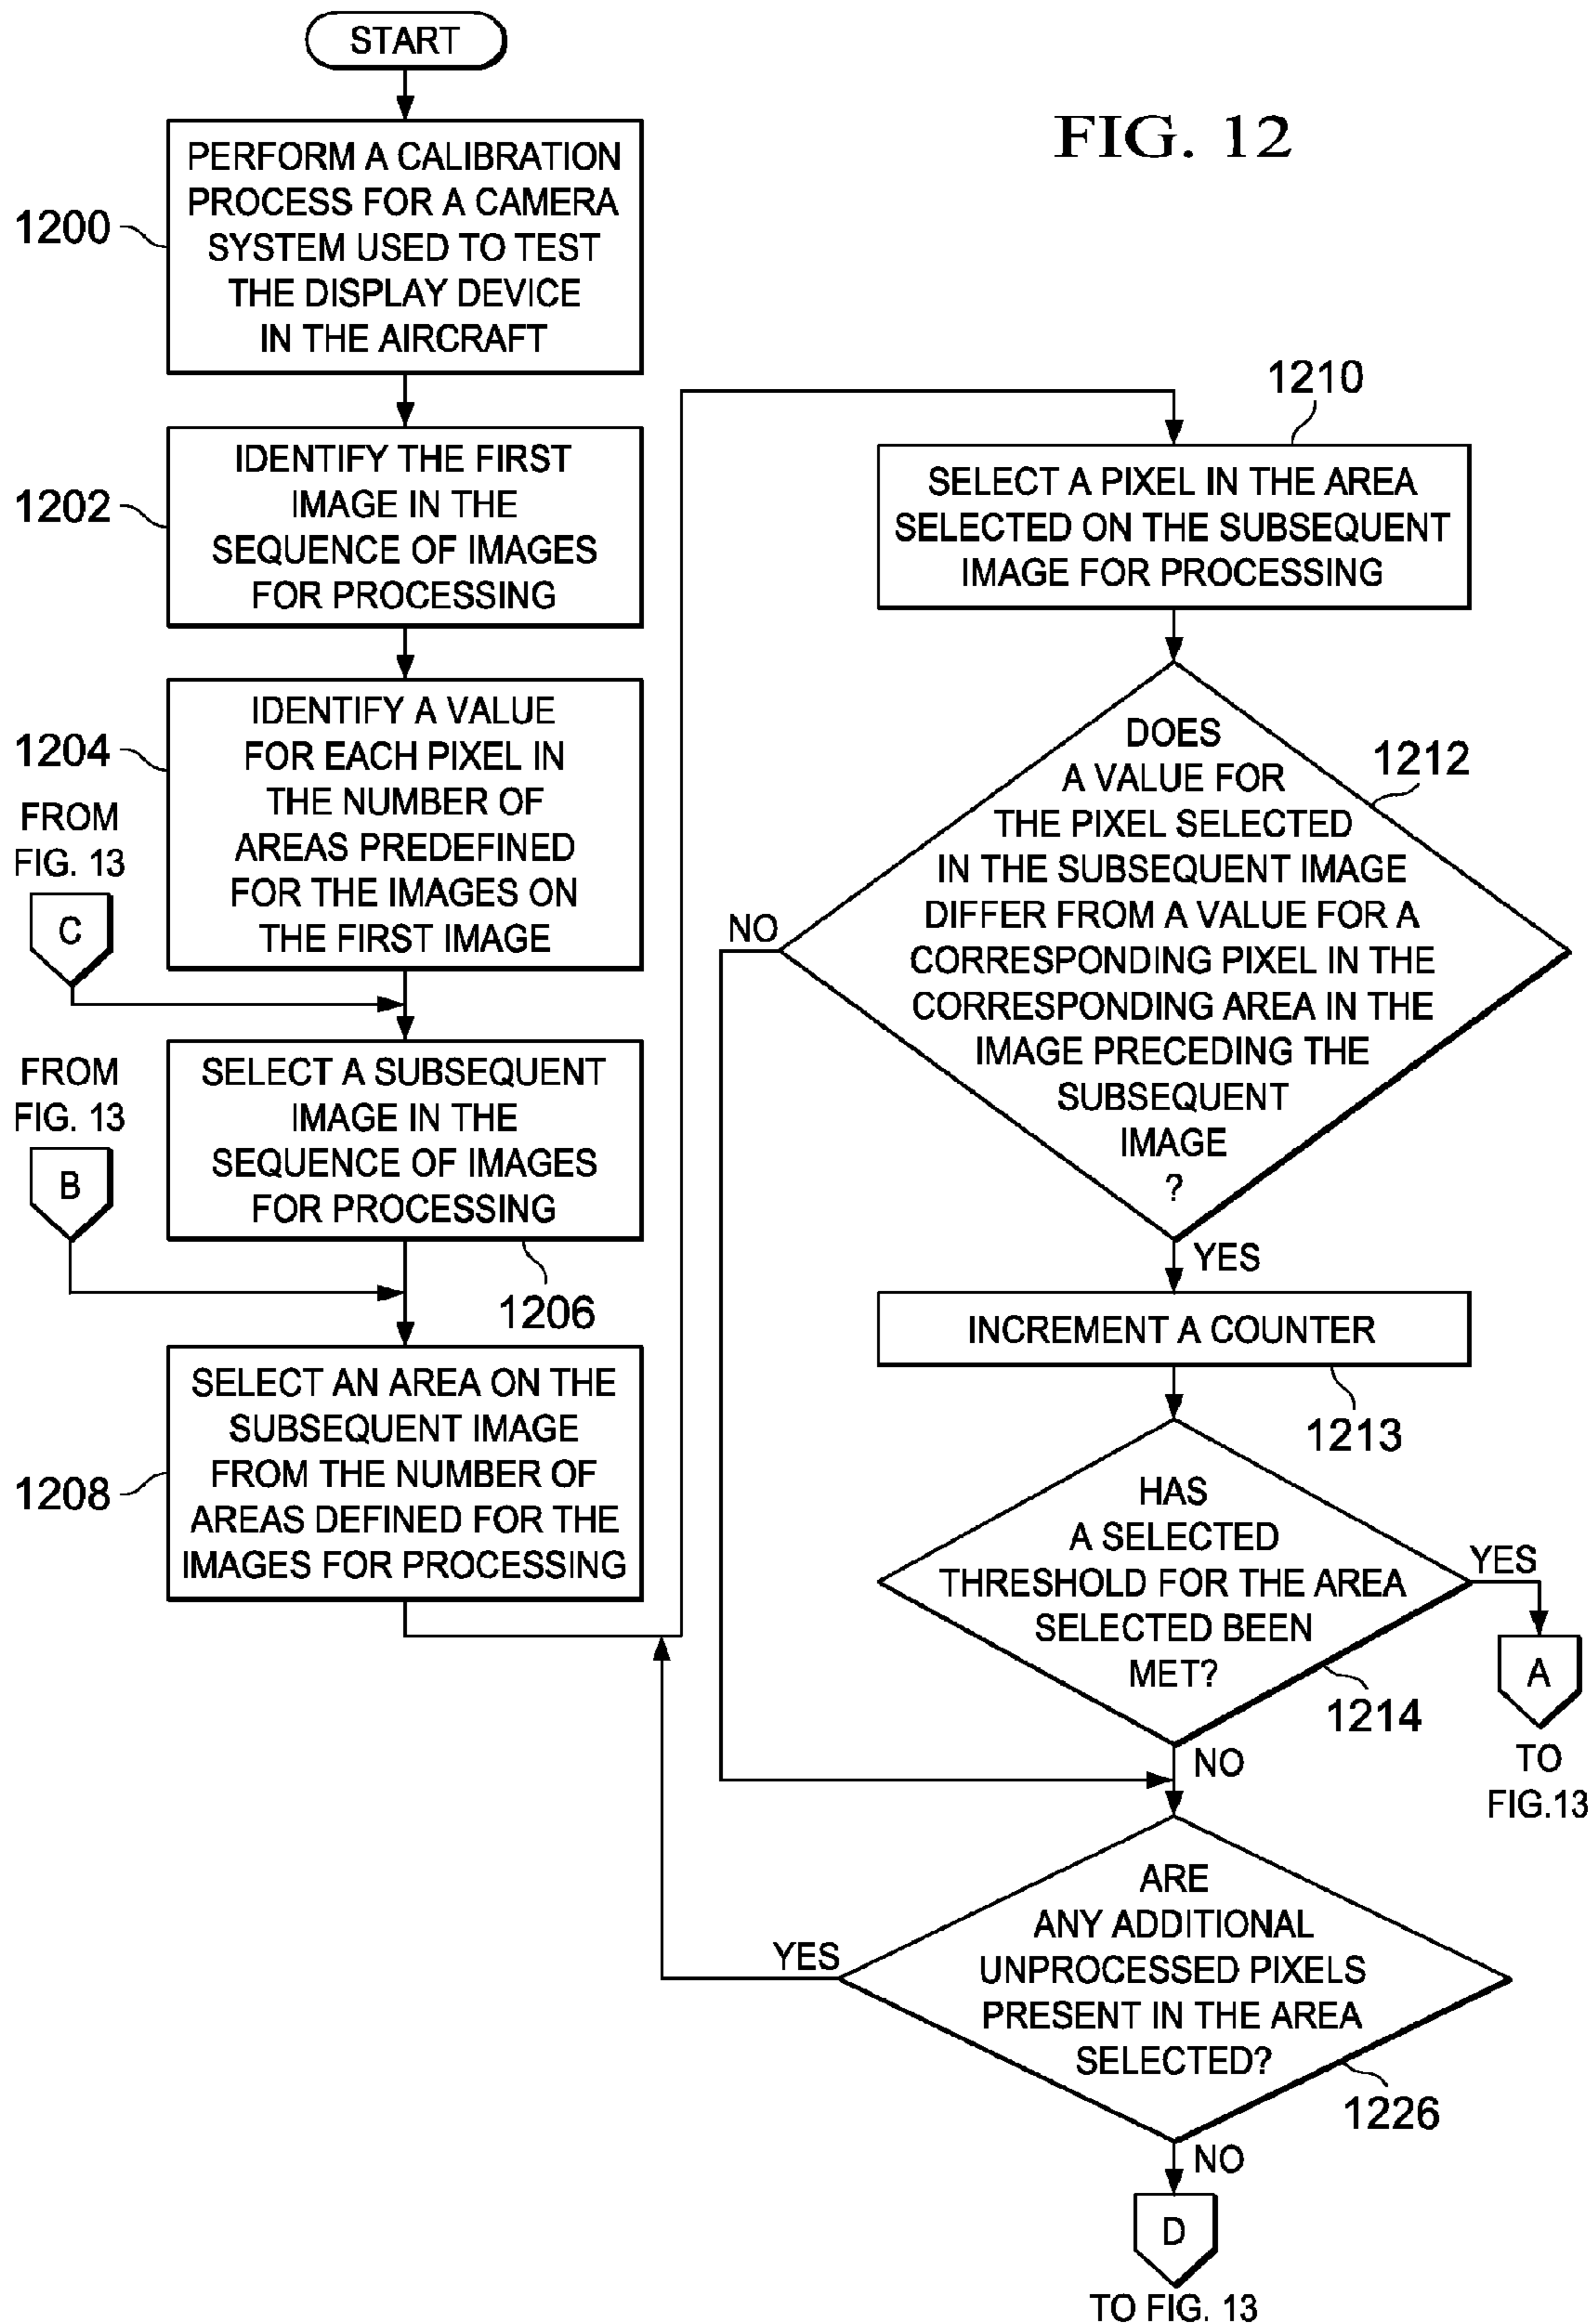 START
FIG. 12
PERFORM A CALIBRATION
PROCESS FOR A CAMERA
SYSTEM USED TO TEST
THE DISPLAY DEVICE
IN THE AIRCRAFT
1200
IDENTIFY THE FIRST
IMAGE IN THE
SEQUENCE OF IMAGES
FOR PROCESSING
1202
IDENTIFY A VALUE
FOR EACH PIXEL IN
THE NUMBER OF
AREAS PREDEFINED
FOR THE IMAGES ON
THE FIRST IMAGE
1204
FROM
FIG. 13
C
SELECT A SUBSEQUENT
IMAGE IN THE
SEQUENCE OF IMAGES
FOR PROCESSING
1206
FROM
FIG. 13
B
SELECT AN AREA ON THE
SUBSEQUENT IMAGE
FROM THE NUMBER OF
AREAS DEFINED FOR THE
IMAGES FOR PROCESSING
1208
1210
SELECT A PIXEL IN THE AREA
SELECTED ON THE SUBSEQUENT
IMAGE FOR PROCESSING
DOES
A VALUE FOR
THE PIXEL SELECTED
IN THE SUBSEQUENT IMAGE
DIFFER FROM A VALUE FOR A
CORRESPONDING PIXEL IN THE
CORRESPONDING AREA IN THE
IMAGE PRECEDING THE
SUBSEQUENT
IMAGE
?
1212
NO
YES
INCREMENT A COUNTER
1213
HAS
A SELECTED
THRESHOLD FOR THE AREA
SELECTED BEEN
MET?
1214
YES
A
TO
FIG.13
NO
ARE
ANY ADDITIONAL
UNPROCESSED PIXELS
PRESENT IN THE AREA
SELECTED?
1226
YES
NO
D
TO FIG. 13